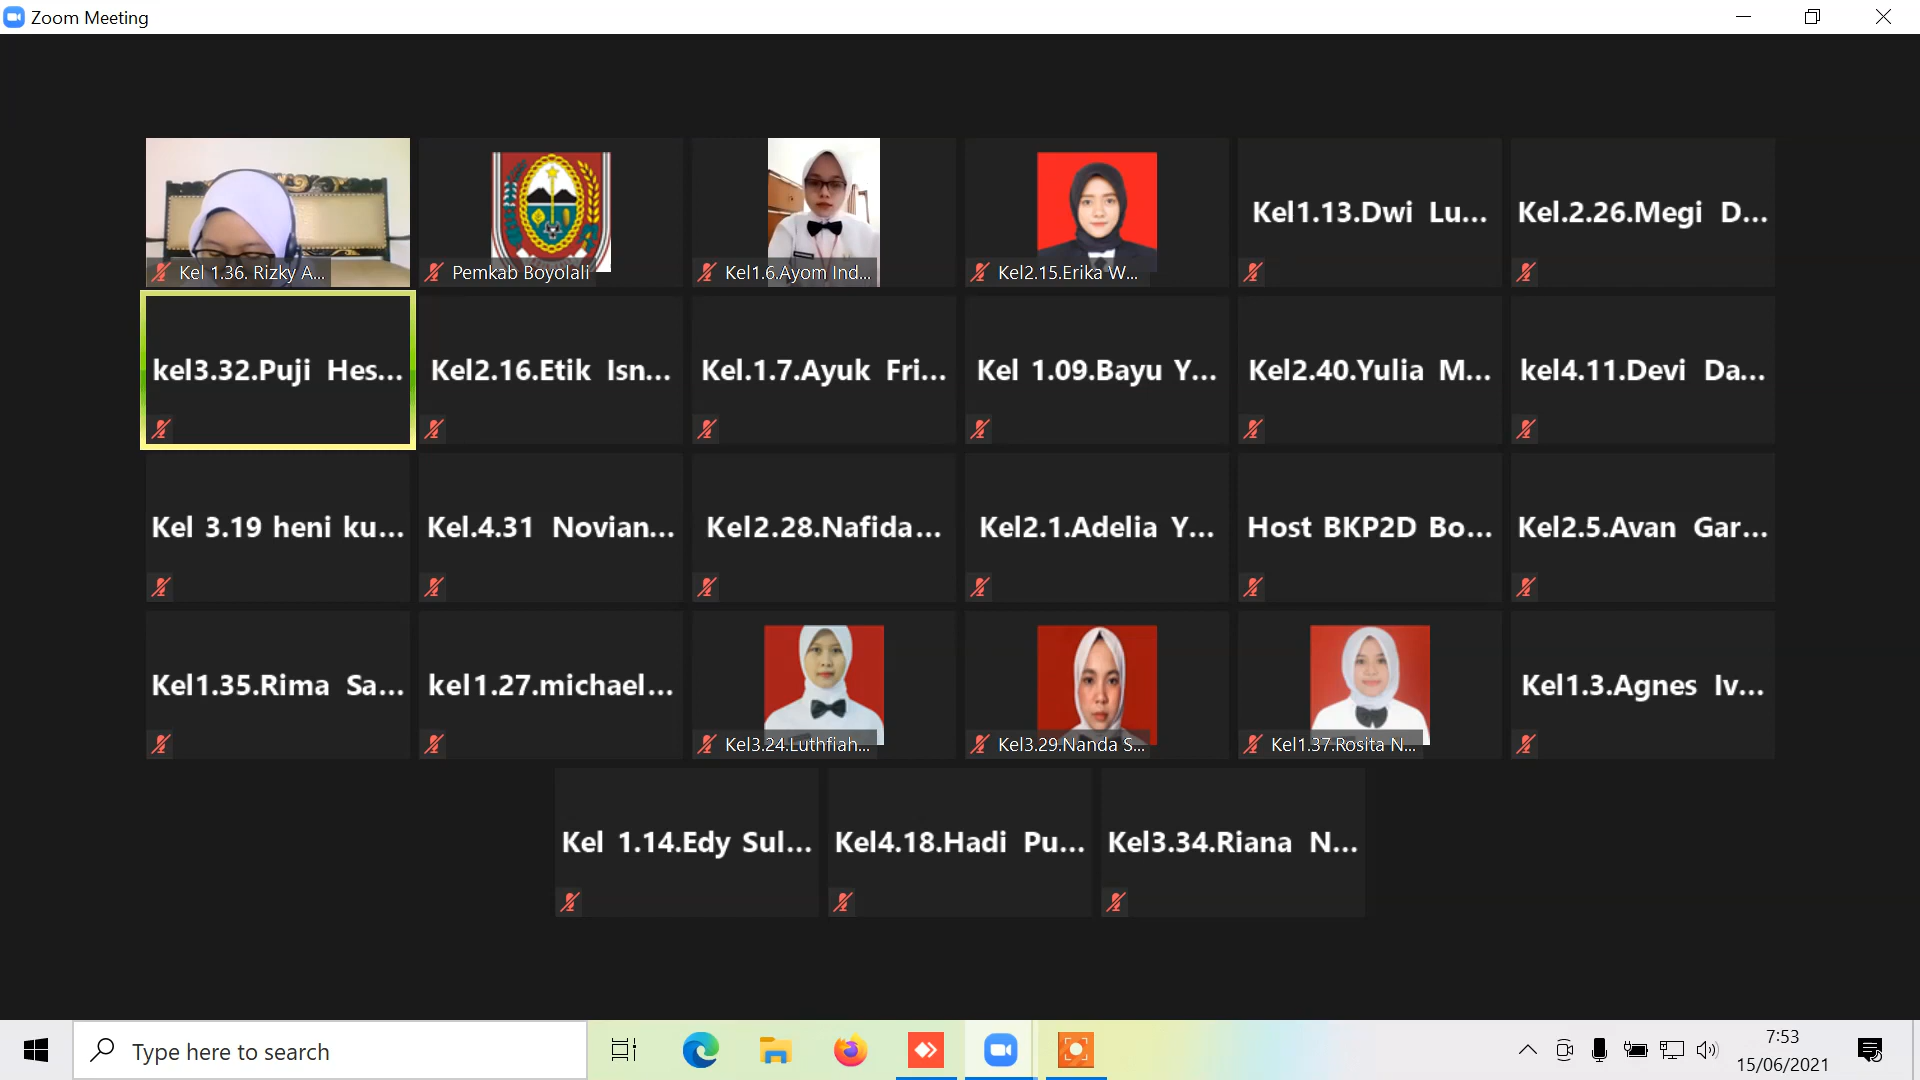 Zoom Meeting
Kel 1.36. Rizky A...
Pemkab Boyolali
Kel1.6.Ayom Ind...
Kel2.15.Erika W...
Kel1.13.Dwi Lu...
Kel.2.26.Megi D...
kel3.32.Puji Hes...
Kel2.16.Etik Isn...
Kel.1.7.Ayuk Fri...
Kel 1.09.Bayu Y...
Kel2.40.Yulia M...
kel4.11.Devi Da...
Kel 3.19 heni ku...
Kel.4.31 Novian...
Kel2.28.Nafida...
Kel2.1.Adelia Y...
Host BKP2D Bo...
Kel2.5.Avan Gar...
Kel1.35.Rima Sa...
kel1.27.michael...
Kel3.24.Luthfiah...
Kel3.29.Nanda S...
Kel1.37.Rosita N...
Kel1.3.Agnes Iv...
Kel 1.14.Edy Sul...
Kel4.18.Hadi Pu...
Kel3.34.Riana N...
Type here to search
7:53
15/06/2021